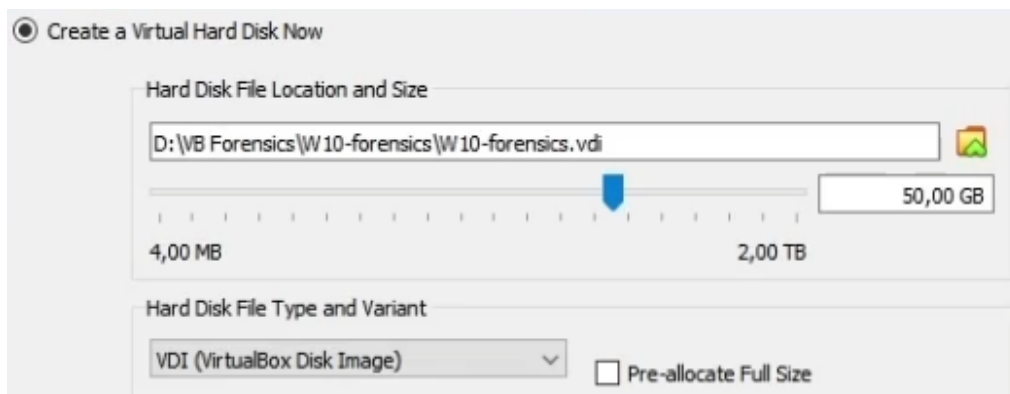 Create a Virtual Hard Disk Now
Hard Disk File Location and Size
D:\VB Forensics\W10-forensics\W10-forensics.vdi
50,00 GB
4,00 MB 2,00 TB
Hard Disk File Type and Variant
VDI (VirtualBox Disk Image)
Pre-allocate Full Size